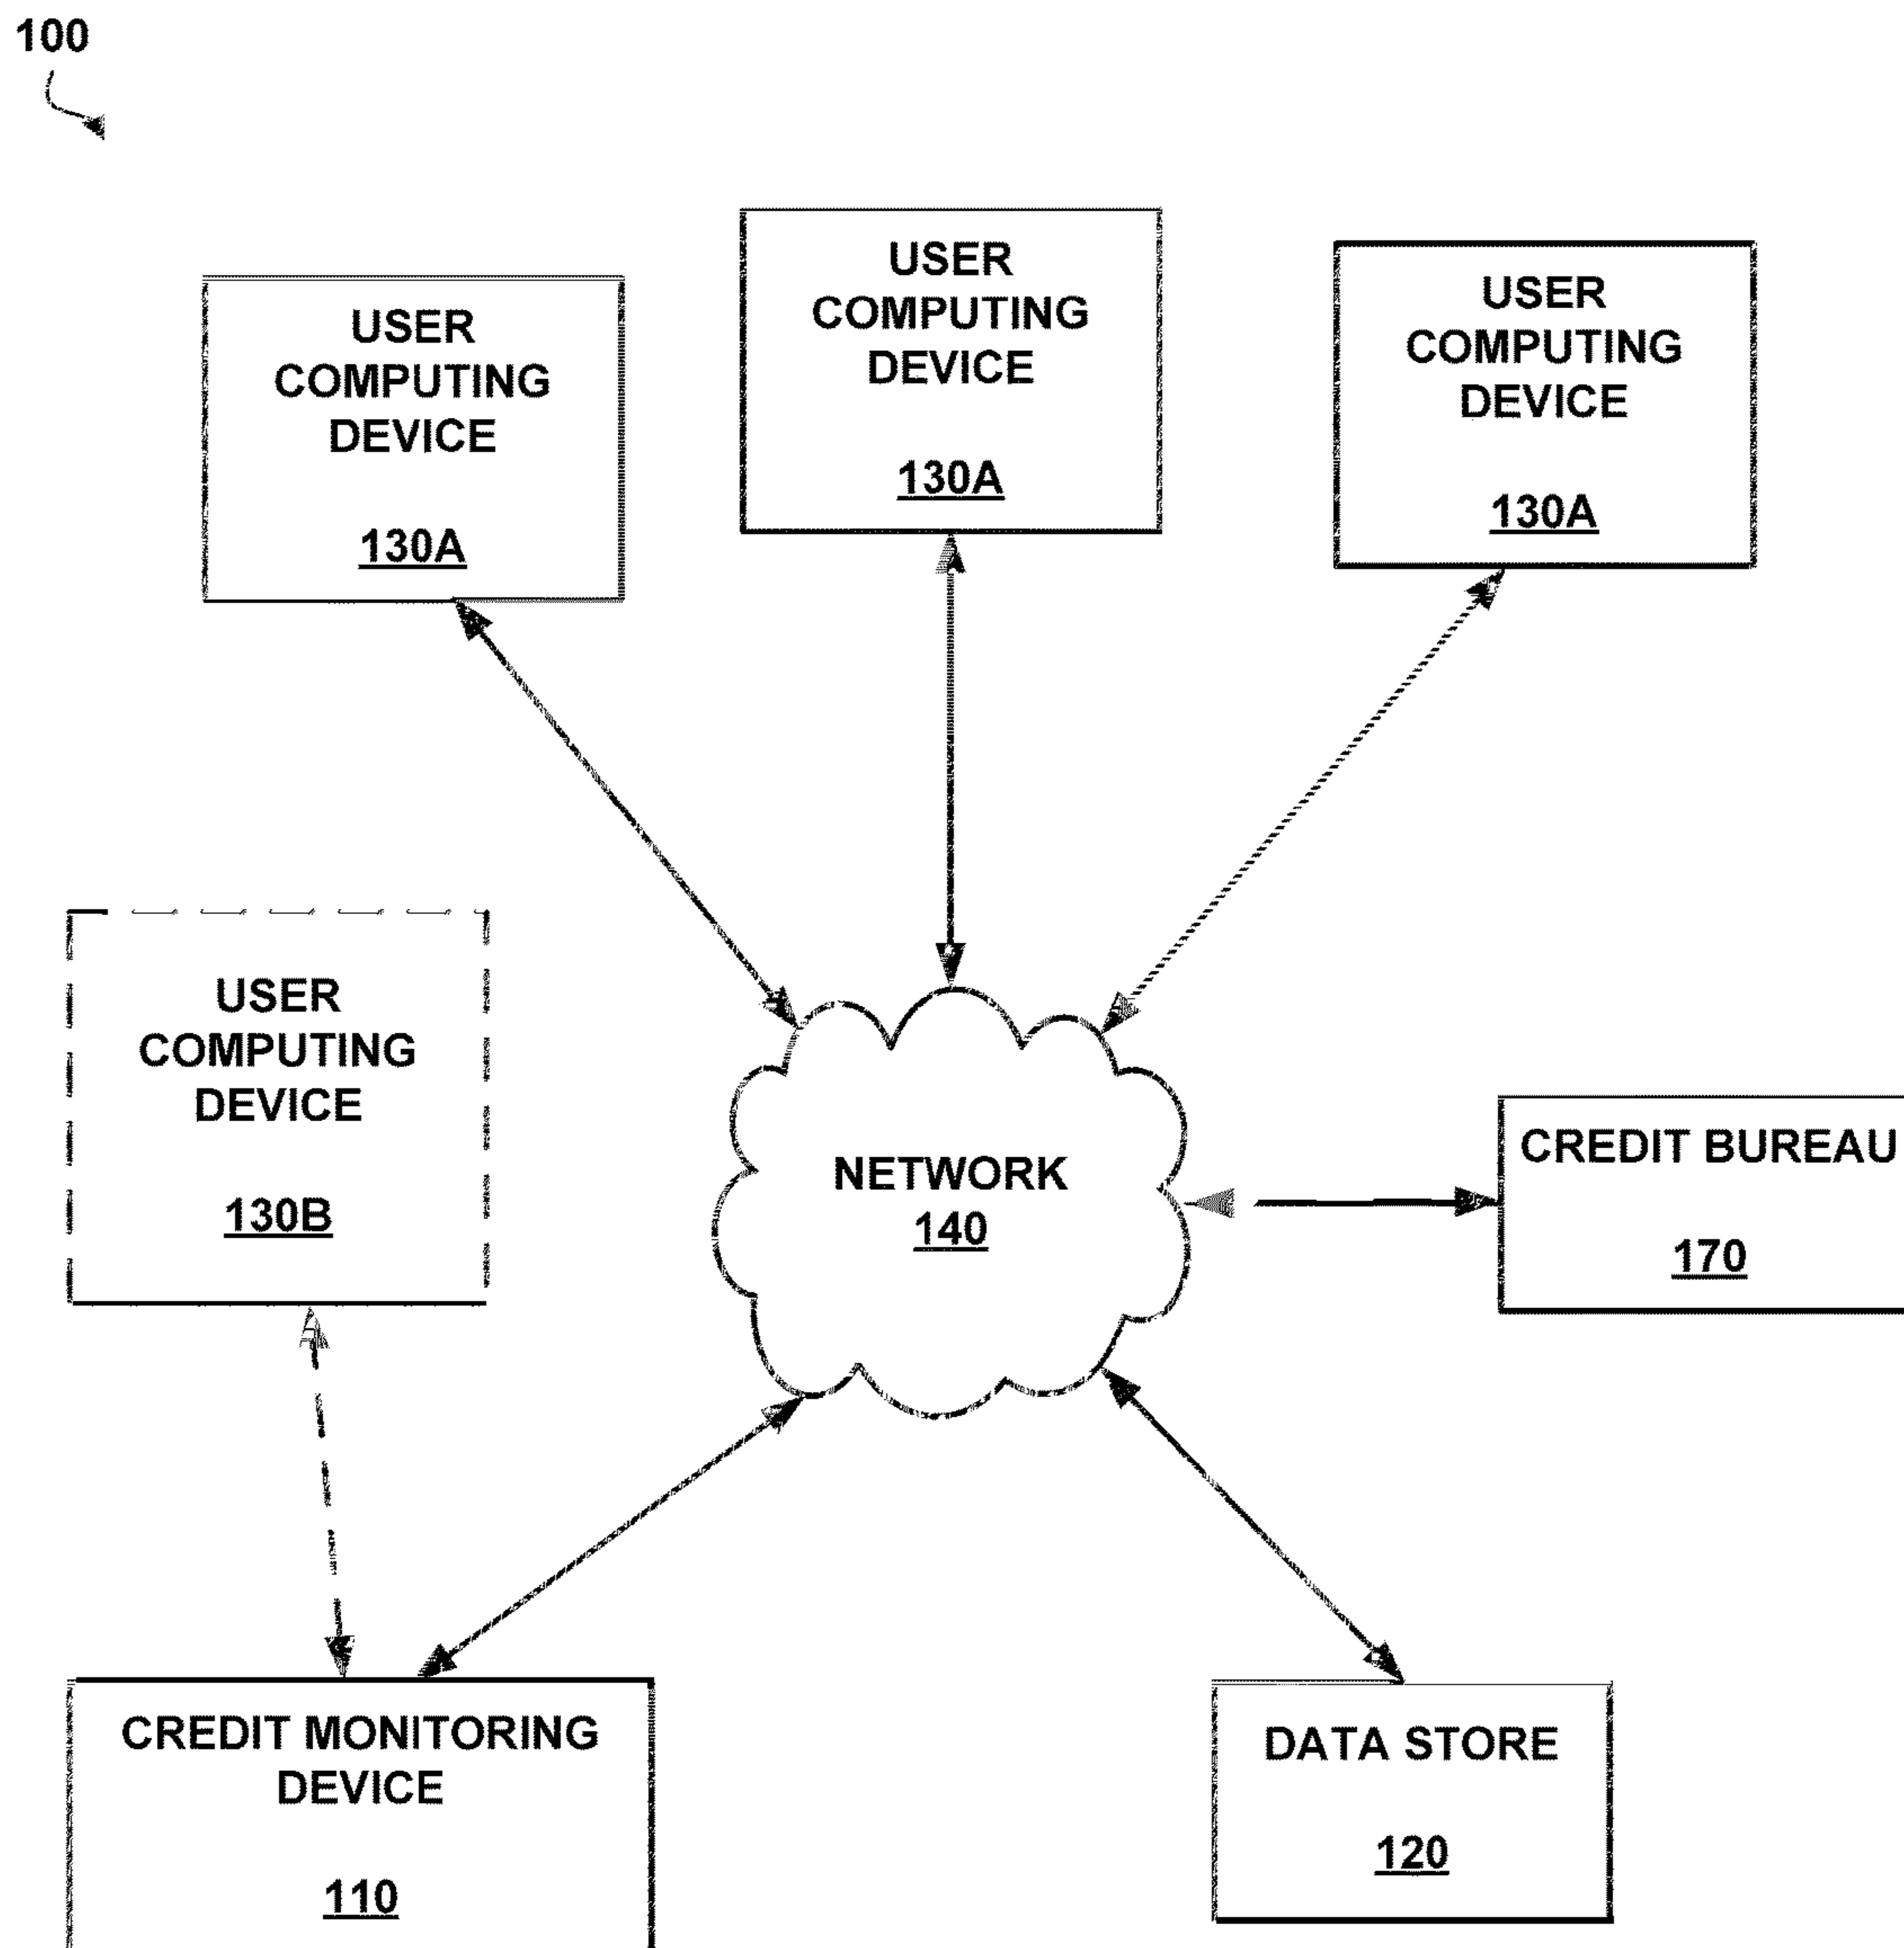 100
USER
COMPUTING
DEVICE
130A
USER
COMPUTING
DEVICE
130A
USER
COMPUTING
DEVICE
130A
USER
COMPUTING
DEVICE
130B
NETWORK
140
CREDIT BUREAU
170
CREDIT MONITORING
DEVICE
110
DATA STORE
120